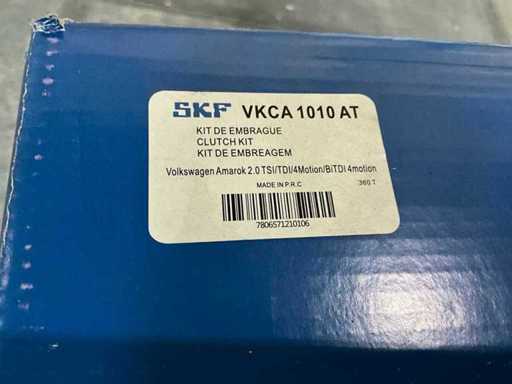 SKF VKCA 1010 AT
KIT DE EMBRAGUE
CLUTCH KIT
KIT DE EMBREAGEM
Volkswagen Amarok 2.0 TSI/TDI/4Motion/BiTDI 4motion
MADE IN P.R.C 360 T
7806571210106